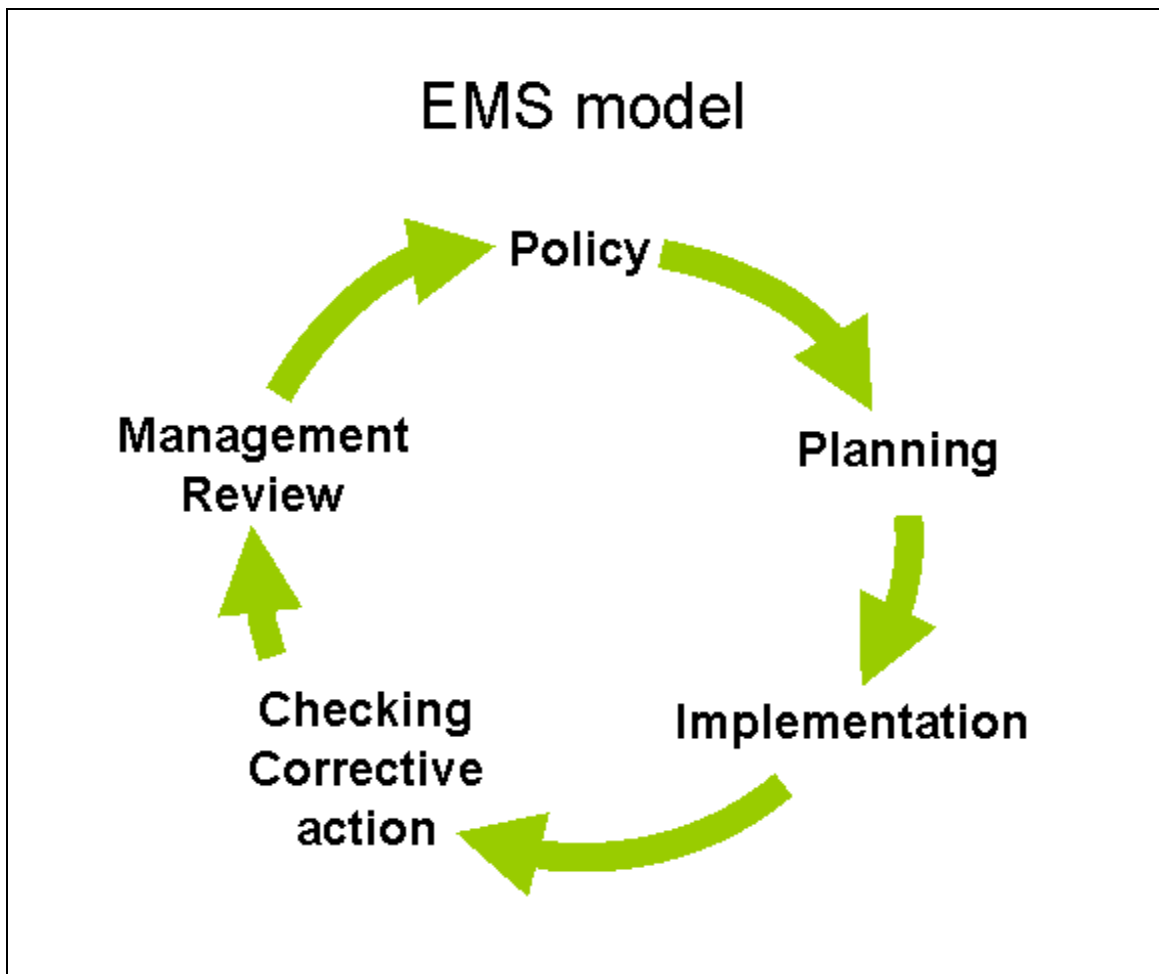 EMS model
Policy
Planning
Implementation
Checking
Corrective
action
Management
Review